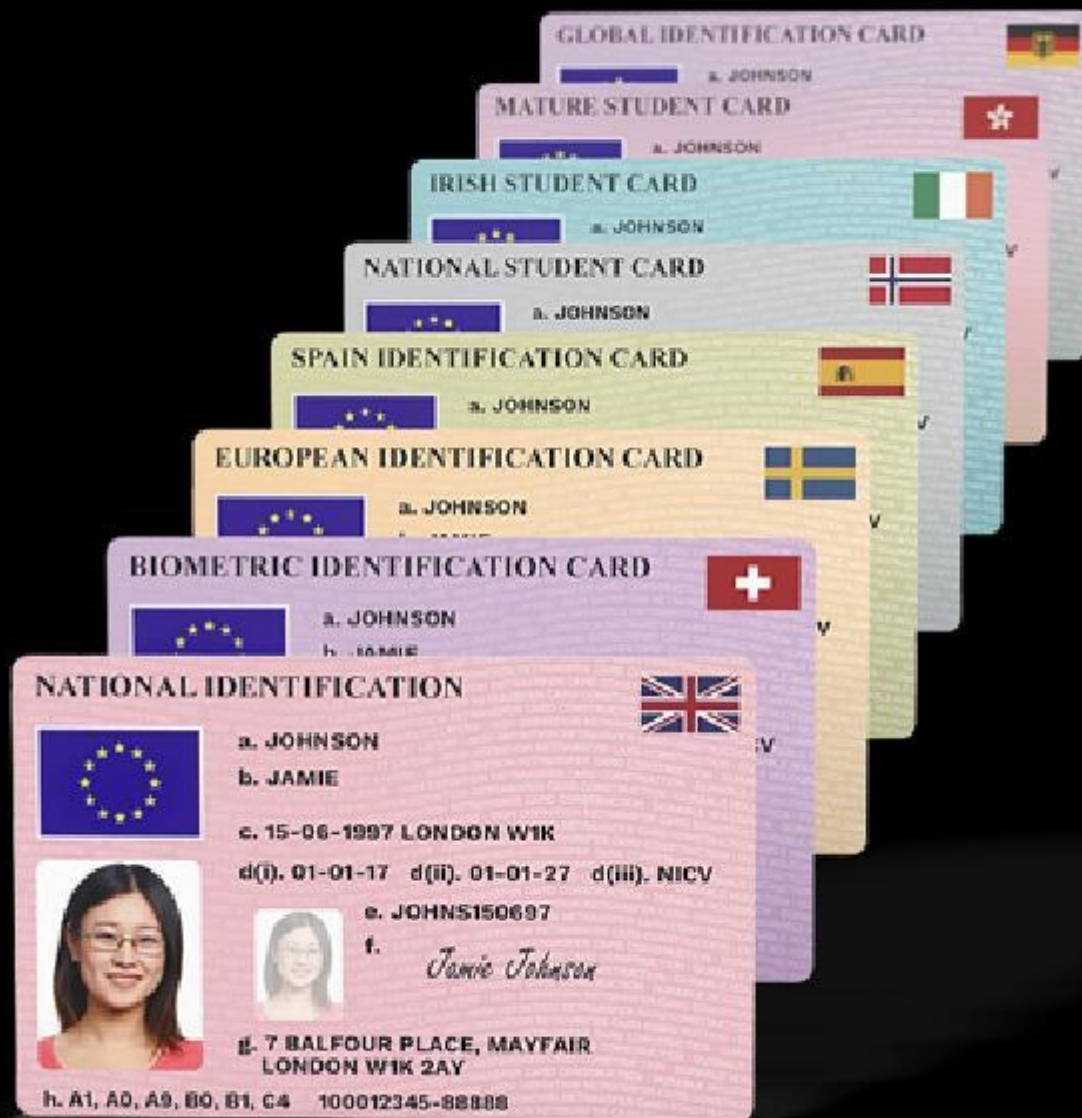 GLOBAL IDENTIFICATION CARD
a. JOHNSON
MATURE STUDENT CARD
a. JOHNSON
V
IRISH STUDENT CARD
a. JOHNSON
V
NATIONAL STUDENT CARD
a. JOHNSON
SPAIN IDENTIFICATION CARD
a. JOHNSON
V
EUROPEAN IDENTIFICATION CARD
a. JOHNSON
V
BIOMETRIC IDENTIFICATION CARD
a. JOHNSON
b. JAMIE
V
NATIONAL IDENTIFICATION
a. JOHNSON
b. JAMIE
CV
c. 15-06-1997 LONDON W1K
d(i). 01-01-17 d(ii). 01-01-27 d(iii). NICV
e. JOHNS150697
f. Jamie Johnson
g. 7 BALFOUR PLACE, MAYFAIR
LONDON W1K 2AY
h. A1, A0, A9, B0, B1, C4 100012345-88888